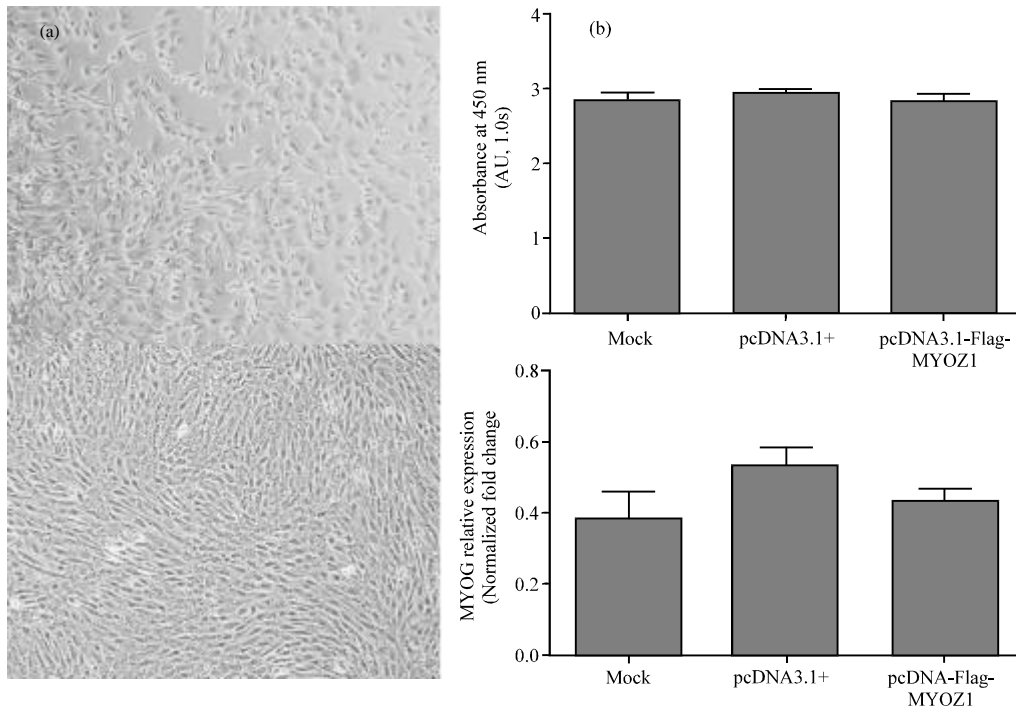 (a)
(b)
Absorbance at 450 nm
(AU, 1.0s)
4
3
2
1
0
Mock
pcDNA3.1+
pcDNA3.1-Flag-
MYOZ1
MYOG relative expression
(Normalized fold change
0.8
0.6
0.4
0.2
0.0
Mock
pcDNA3.1+
pcDNA-Flag-
MYOZ1